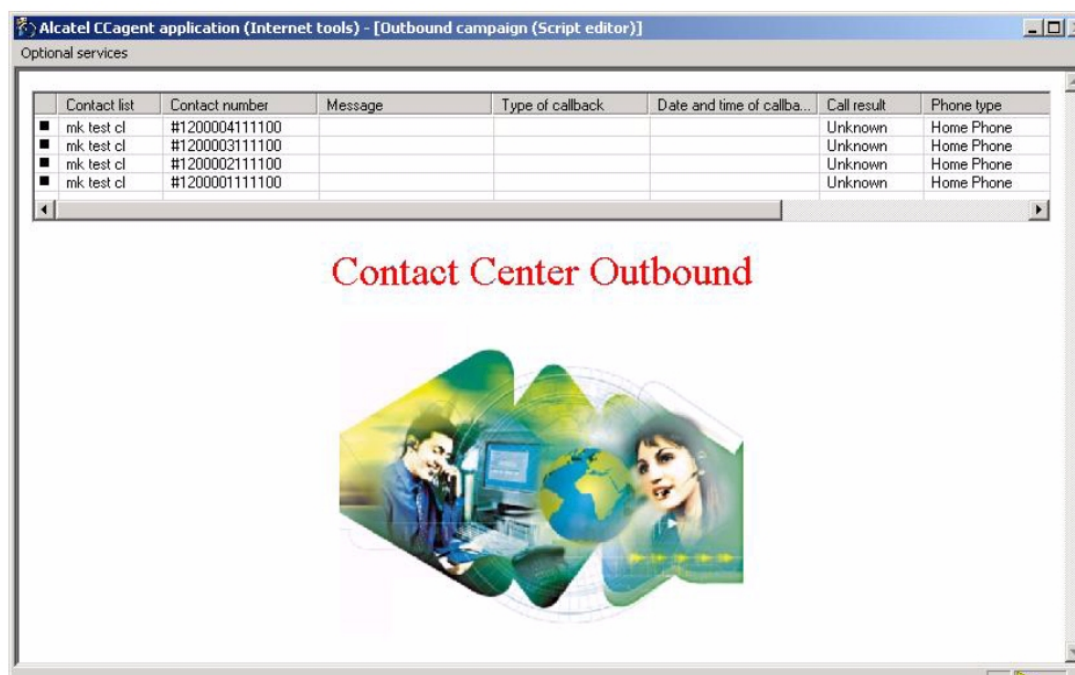 Alcatel CCagent application (Internet tools) - [Outbound campaign (Script editor)]
Optional services
Contact list Contact number Message Type of callback Date and time of callba... Call result Phone type
mk test cl #1200004111100 Unknown Home Phone
mk test cl #1200003111100 Unknown Home Phone
mk test cl #1200002111100 Unknown Home Phone
mk test cl #1200001111100 Unknown Home Phone
Contact Center Outbound